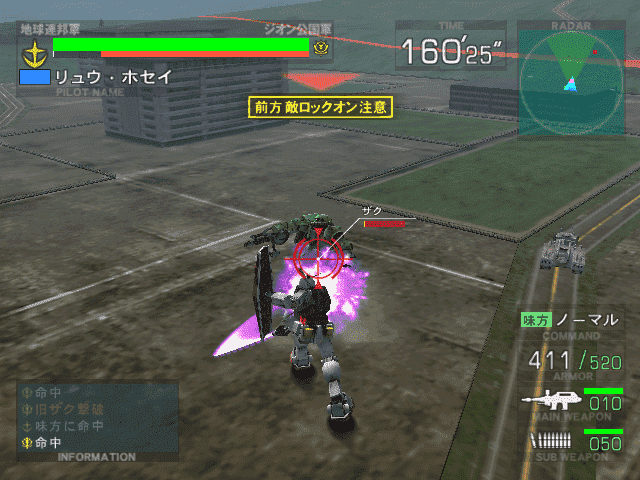 地球連邦軍 ジオン公国軍
リュウ・ホセイ
PILOT NAME
TIME
160'25"
RADAR
前方敵ロックオン注意
ザク
味方 ノーマル
COMMAND
411/520
ARMOR
010
MAIN WEAPON
050
SUB WEAPON
命中
旧ザク撃破
味方に命中
命中
INFORMATION